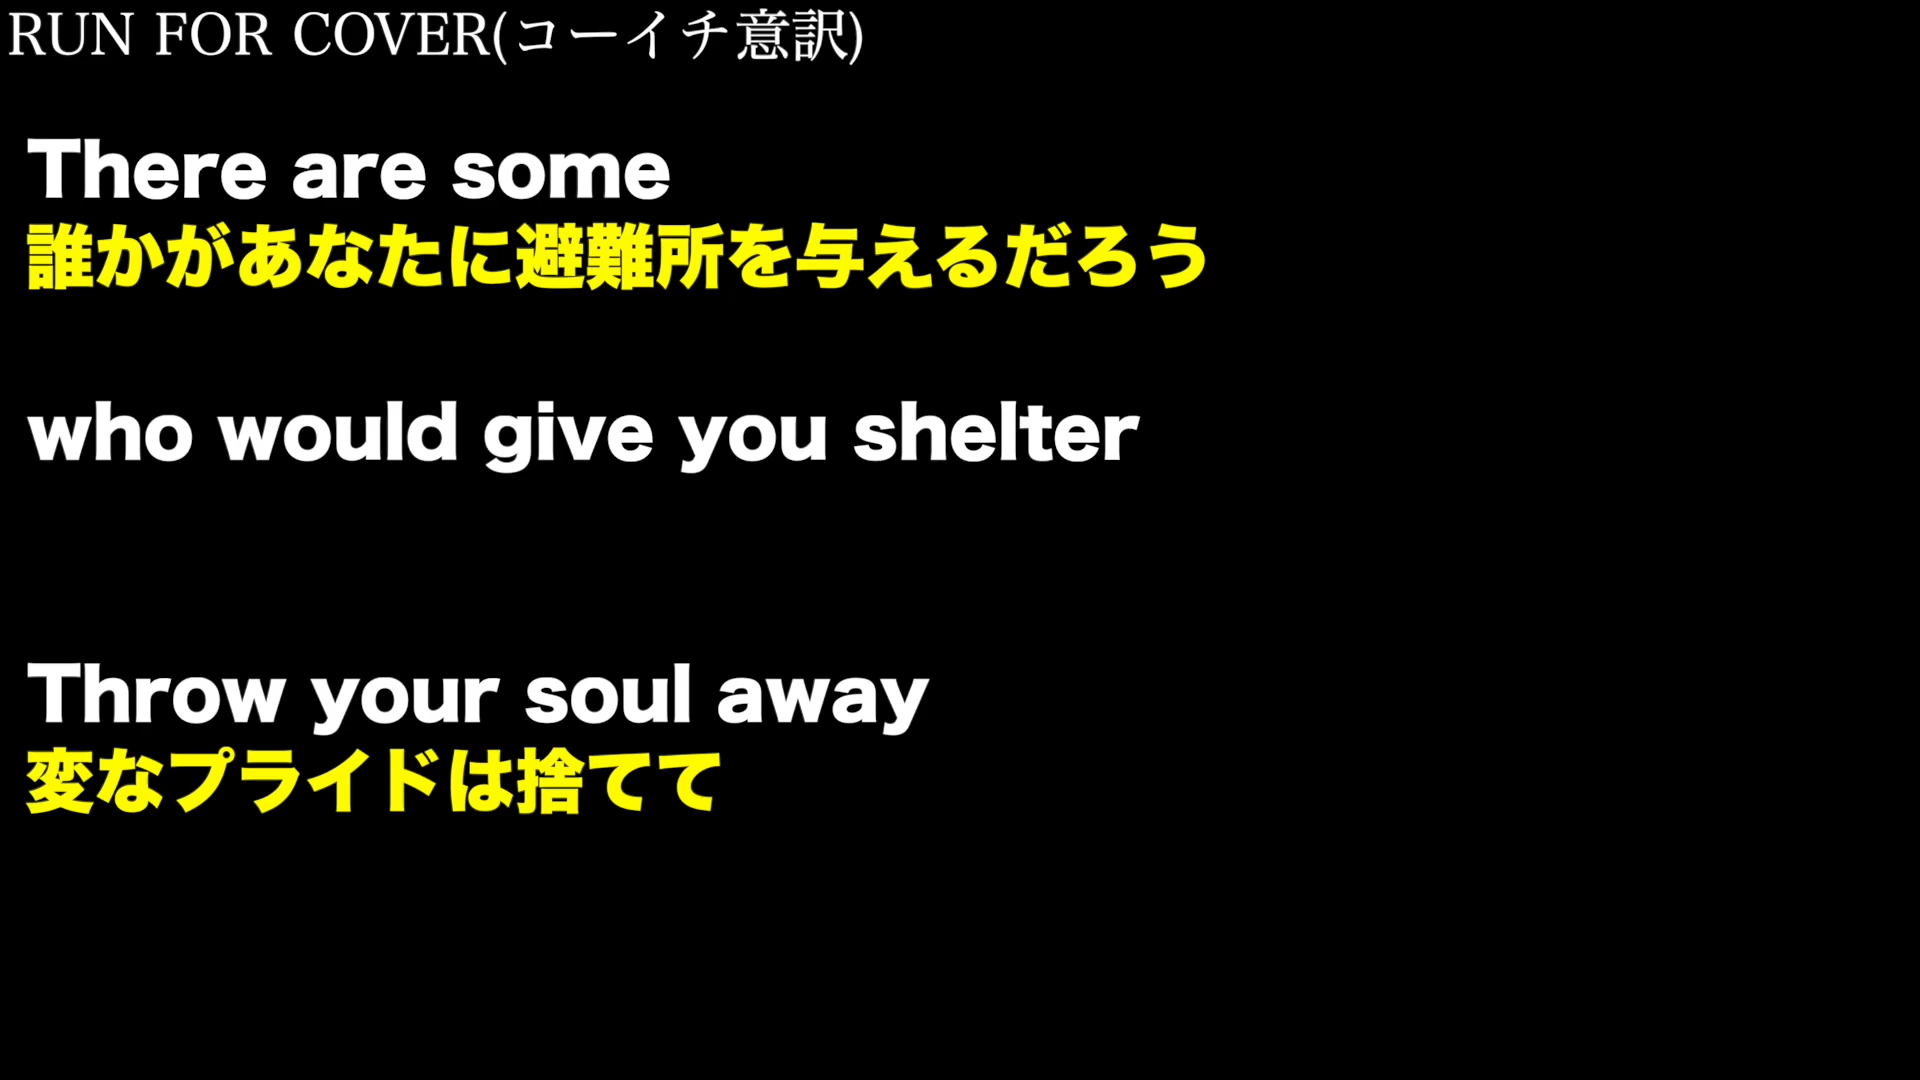 RUN FOR COVER(コーイチ意訳)
There are some
誰かがあなたに避難所を与えるだろう
who would give you shelter
Throw your soul away
変なプライドは捨てて